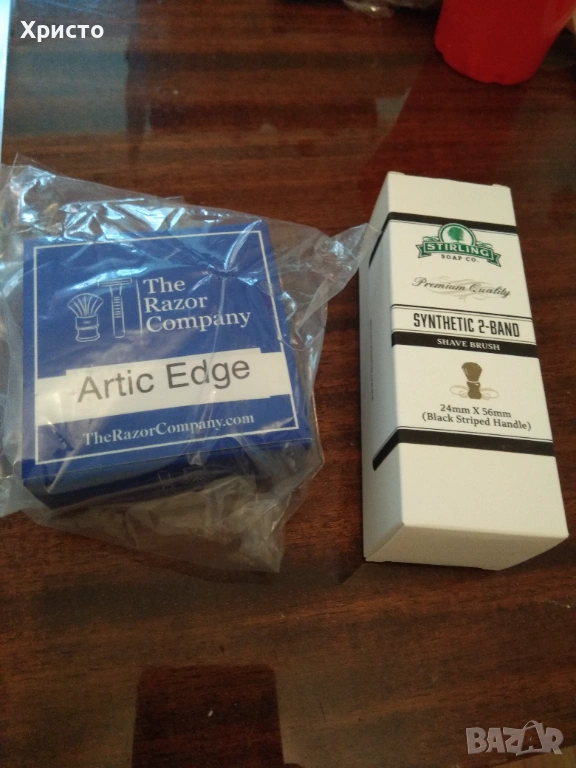 Христо
The
Razor
Company
Artic Edge
TheRazorCompany.com
STIRLING
SOAP CO.
Premium Quality
SYNTHETIC 2-BAND
SHAVE BRUSH
24mm X 56mm
(Black Striped Handle)
BAZAR